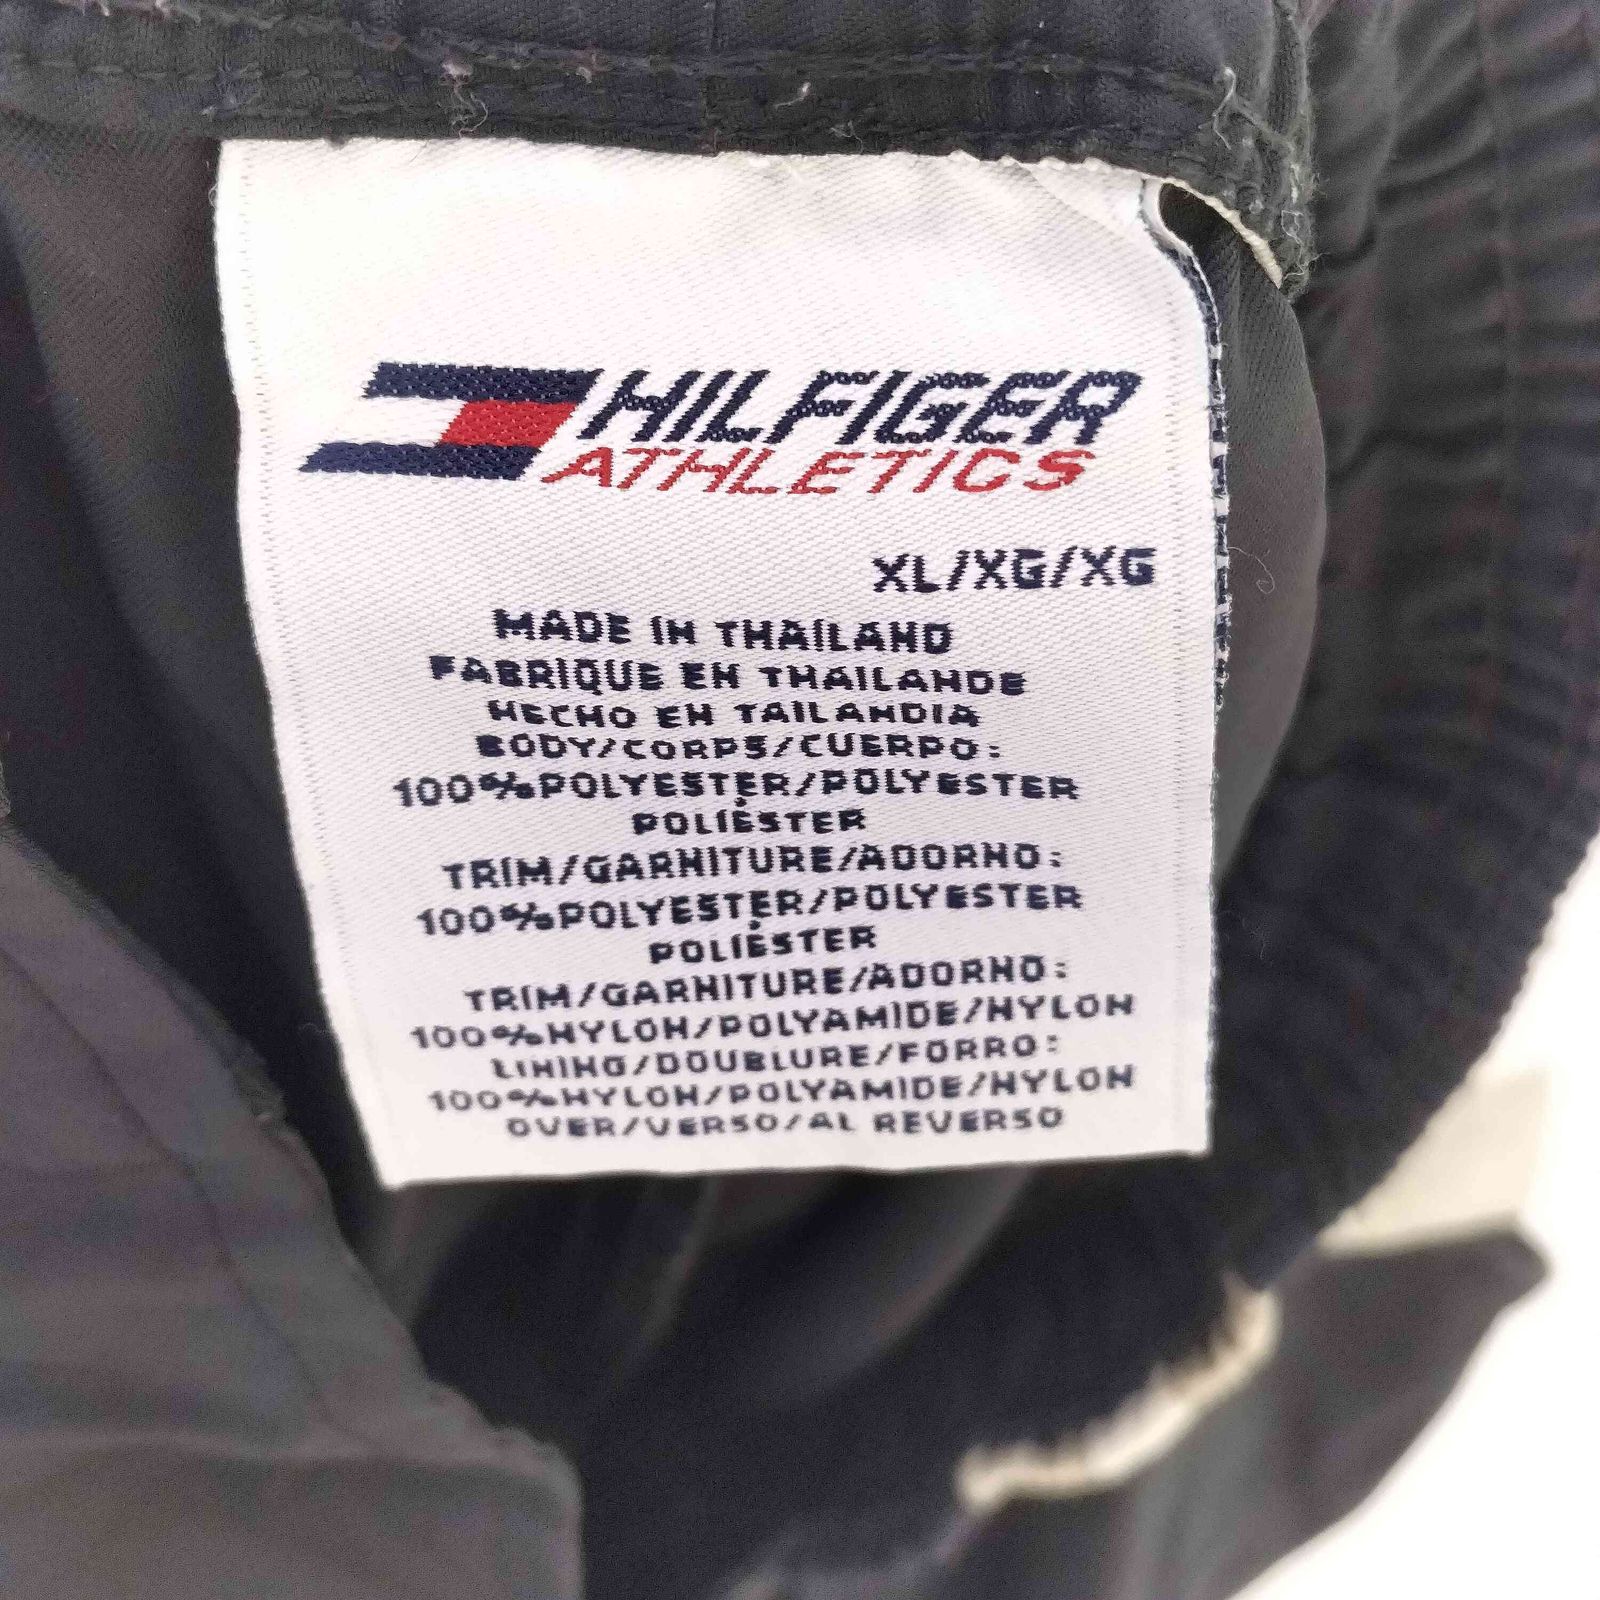 HILFIGER
ATHLETICS
XL/XG/XG
MADE IN THAILAND
FABRIQUE EN THAILANDE
HECHO EN TAILANDIA
BODY/CORPS/CUERPO:
100%POLYESTER/POLYESTER
POLIÉSTER
TRIM/GARNITURE/ADORNO:
100%POLYESTER/POLYESTER
POLIÉSTER
TRIM/GARNITURE/ADORNO:
100%NYLON/POLYAMIDE/NYLON
LINING/DOUBLURE/FORRO:
100%NYLON/POLYAMIDE/NYLON
OVER/VERSO/AL REVERSO